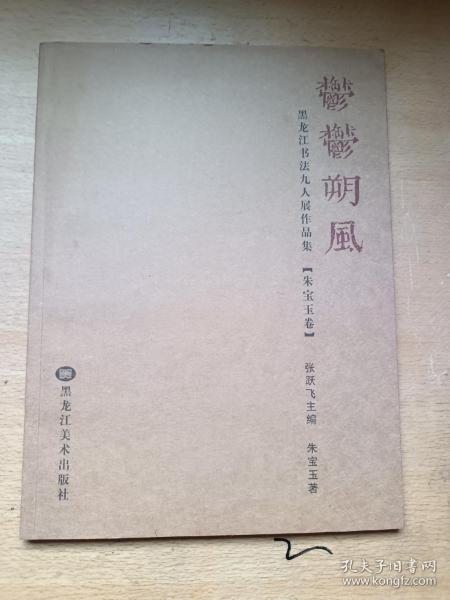 鬱鬱朔風
黑龙江书法九人展作品集【朱宝玉卷】
张跃飞主编 朱宝玉著
黑龙江美术出版社
2
孔夫子旧书网
www.kongfz.com